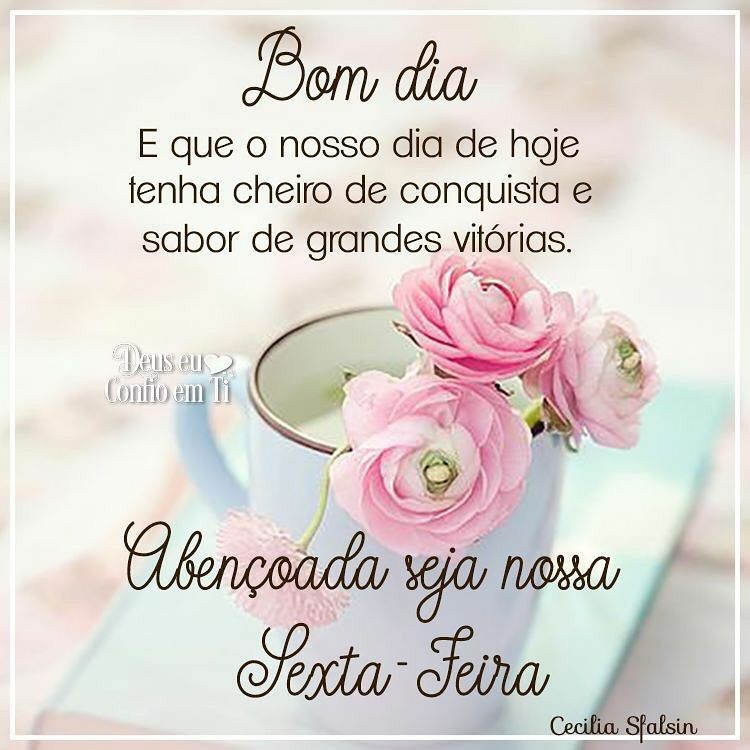 Bom dia
E que o nosso dia de hoje
tenha cheiro de conquista e
sabor de grandes vitórias.
Deus eu
Confio em Ti
Abençoada seja nossa
Sexta-Feira
Cecilia Sfalsin